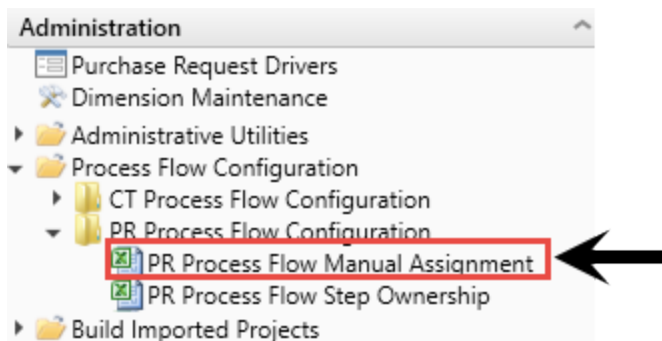 Administration
Purchase Request Drivers
Dimension Maintenance
Administrative Utilities
Process Flow Configuration
CT Process Flow Configuration
PR Process Flow Configuration
PR Process Flow Manual Assignment
PR Process Flow Step Ownership
Build Imported Projects